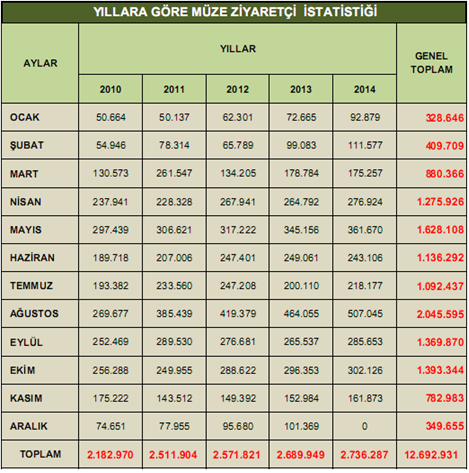 YILLARA GÖRE MÜZE ZİYARETÇİ İSTATİSTİĞİ
AYLAR YILLAR GENEL TOPLAM
2010 2011 2012 2013 2014
OCAK 50.664 50.137 62.301 72.665 92.879 328.646
ŞUBAT 54.946 78.314 65.789 99.083 111.577 409.709
MART 130.573 261.547 134.205 178.784 175.257 880.366
NİSAN 237.941 228.328 267.941 264.792 276.924 1.275.926
MAYIS 297.439 306.621 317.222 345.156 361.670 1.628.108
HAZİRAN 189.718 207.006 247.401 249.061 243.106 1.136.292
TEMMUZ 193.382 233.560 247.208 200.110 218.177 1.092.437
AĞUSTOS 269.677 385.439 419.379 464.055 507.045 2.045.595
EYLÜL 252.469 289.530 276.681 265.537 285.653 1.369.870
EKİM 256.288 249.955 288.622 296.353 302.126 1.393.344
KASIM 175.222 143.512 149.392 152.984 161.873 782.983
ARALIK 74.651 77.955 95.680 101.369 0 349.655
TOPLAM 2.182.970 2.511.904 2.571.821 2.689.949 2.736.287 12.692.931